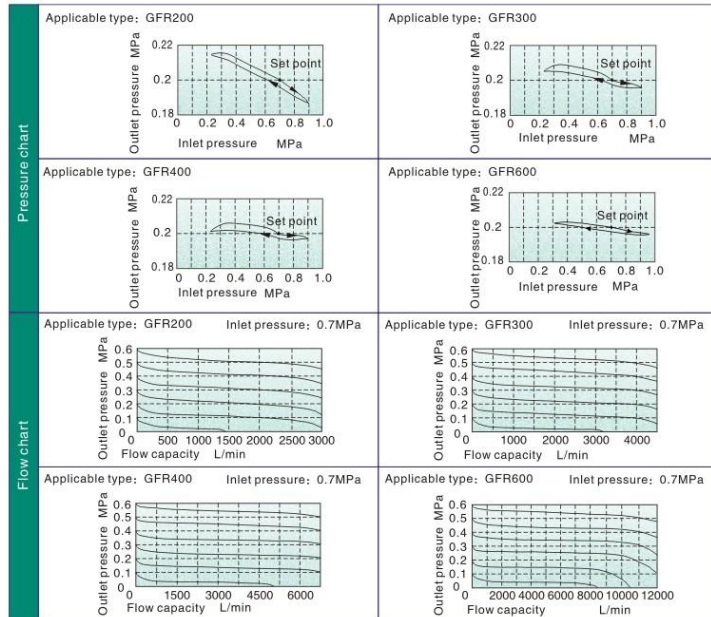 Pressure chart
Applicable type: GFR200
Outlet pressure MPa
0.22
0.2
0.18
Set point
0 0.2 0.4 0.6 0.8 1.0
Inlet pressure MPa
Applicable type: GFR300
Outlet pressure MPa
0.22
0.2
0.18
Set point
0 0.2 0.4 0.6 0.8 1.0
Inlet pressure MPa
Applicable type: GFR400
Outlet pressure MPa
0.22
0.2
0.18
Set point
0 0.2 0.4 0.6 0.8 1.0
Inlet pressure MPa
Applicable type: GFR600
Outlet pressure MPa
0.22
0.2
0.18
Set point
0 0.2 0.4 0.6 0.8 1.0
Inlet pressure MPa
Flow chart
Applicable type: GFR200 Inlet pressure: 0.7MPa
Outlet pressure MPa
0.6
0.5
0.4
0.3
0.2
0.1
0
0 500 1000 1500 2000 2500 3000
Flow capacity L/min
Applicable type: GFR300 Inlet pressure: 0.7MPa
Outlet pressure MPa
0.6
0.5
0.4
0.3
0.2
0.1
0
0 1000 2000 3000 4000
Flow capacity L/min
Applicable type: GFR400 Inlet pressure: 0.7MPa
Outlet pressure MPa
0.6
0.5
0.4
0.3
0.2
0.1
0
0 1500 3000 4500 6000
Flow capacity L/min
Applicable type: GFR600 Inlet pressure: 0.7MPa
Outlet pressure MPa
0.6
0.5
0.4
0.3
0.2
0.1
0
0 2000 4000 6000 8000 10000 12000
Flow capacity L/min